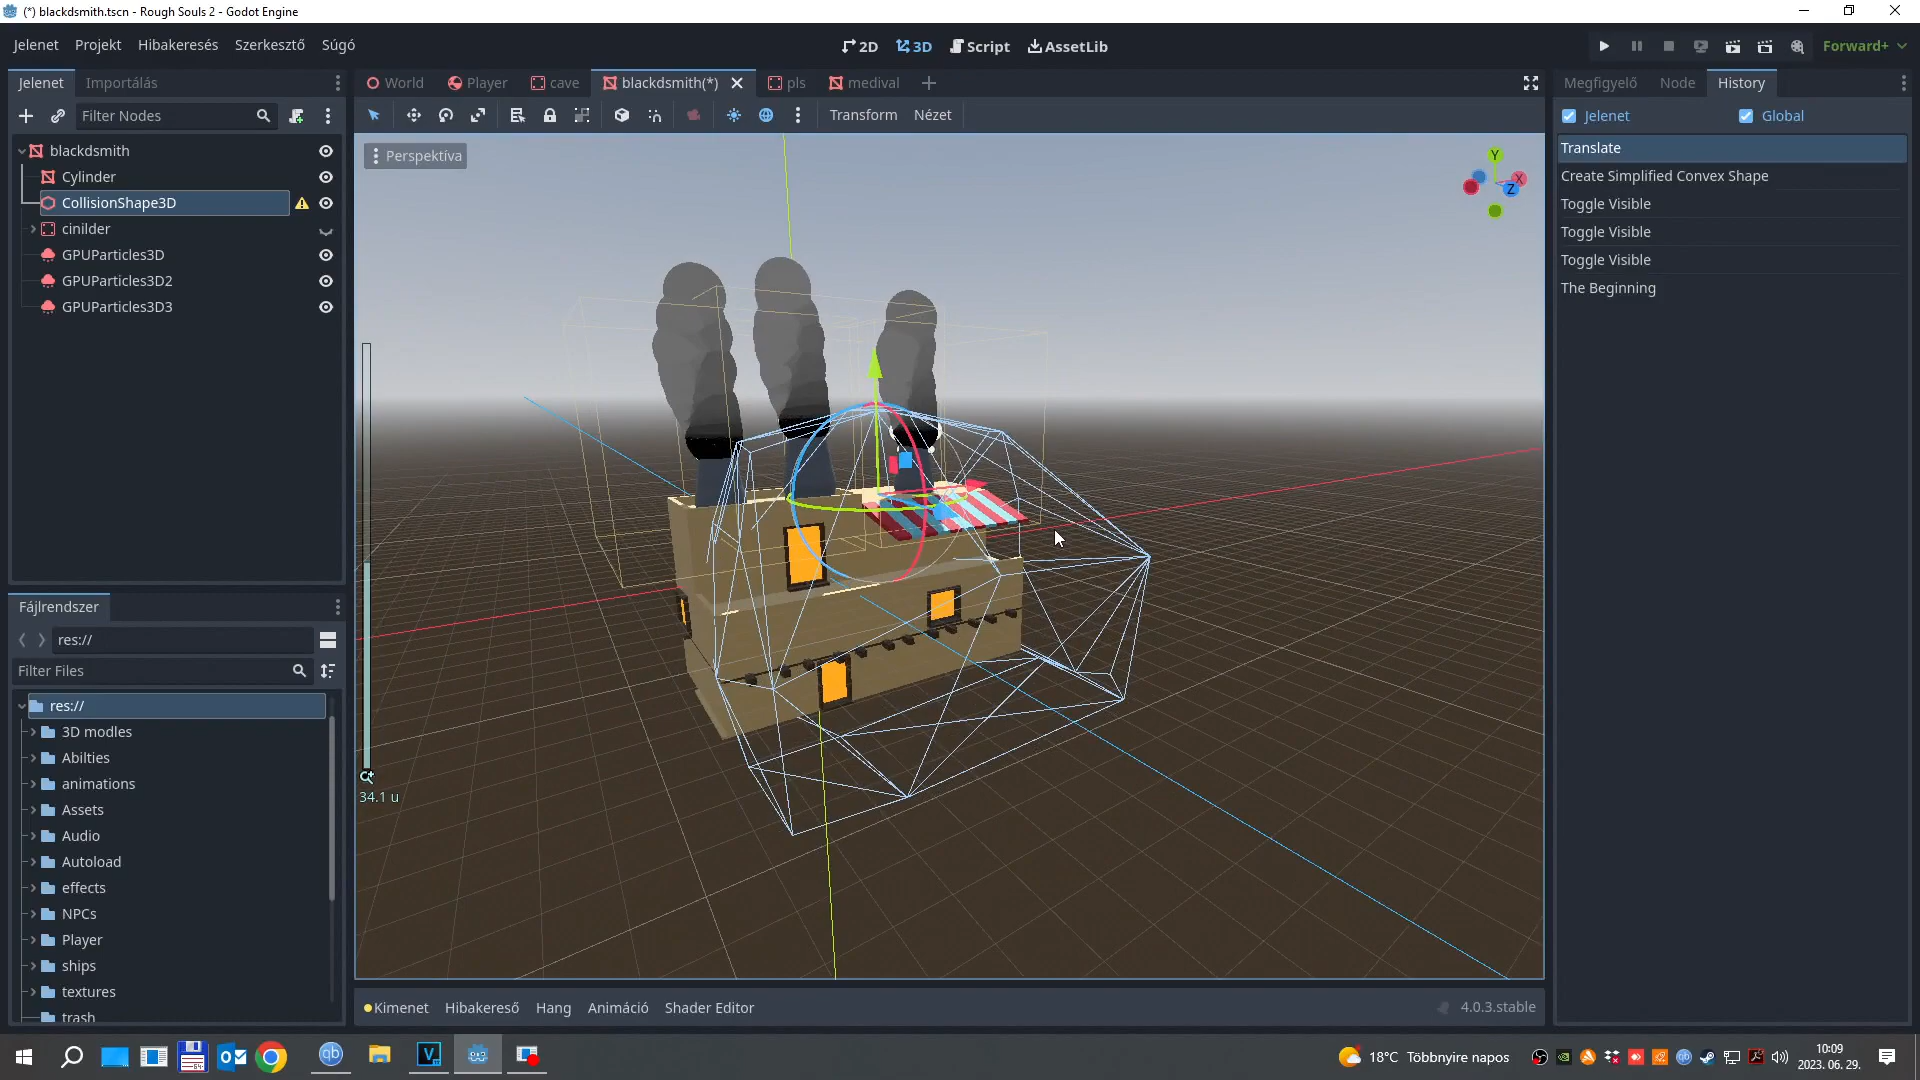 (*) blackdsmith.tscn - Rough Souls 2 - Godot Engine
Jelenet Projekt Hibakeresés Szerkesztő Súgó
2D 3D Script AssetLib
Forward+
Jelenet Importálás
World Player cave blackdsmith(*) pls medival
Megfigyelő Node History
Filter Nodes
Transform Nézet
Jelenet Global
Perspektíva
blackdsmith
Cylinder
CollisionShape3D
cinilder
GPUParticles3D
GPUParticles3D2
GPUParticles3D3
Y
X
Z
Translate
Create Simplified Convex Shape
Toggle Visible
Toggle Visible
Toggle Visible
The Beginning
34.1 u
Fájlrendszer
res://
Filter Files
res://
3D modles
Abilties
animations
Assets
Audio
Autoload
effects
NPCs
Player
ships
textures
trash
Kimenet Hibakereső Hang Animáció Shader Editor
4.0.3.stable
18°C Többnyire napos
10:09
2023. 06. 29.